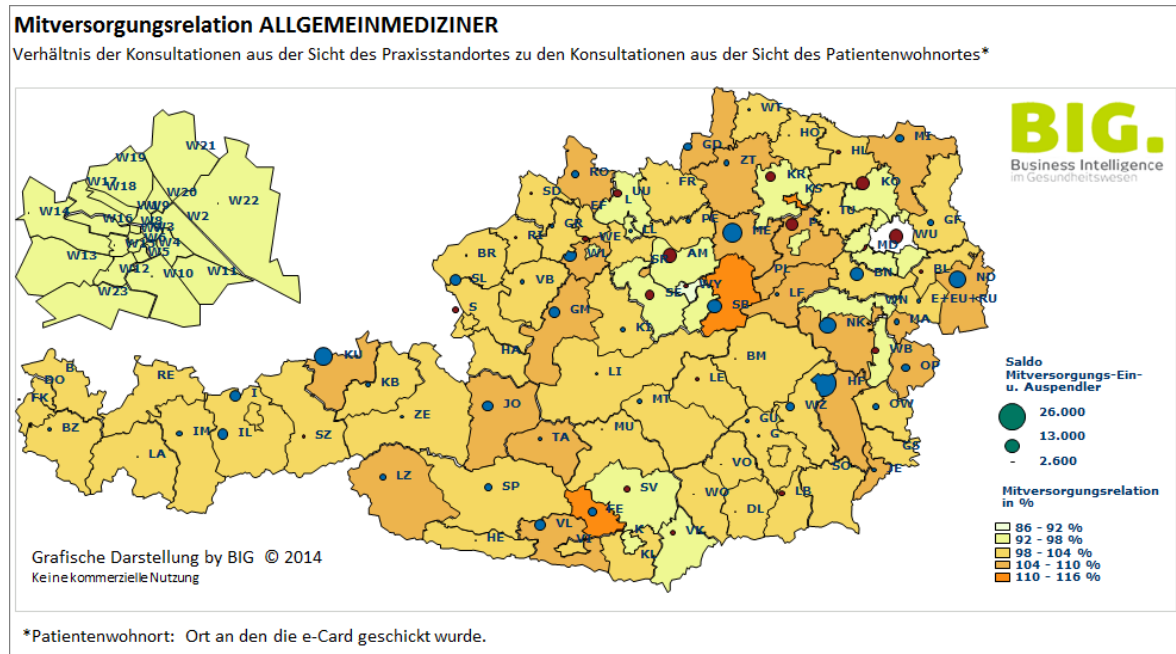 Mitversorgungsrelation ALLGEMEINMEDIZINER
Verhältnis der Konsultationen aus der Sicht des Praxisstandortes zu den Konsultationen aus der Sicht des Patientenwohnortes*
BIG.
Business Intelligence
im Gesundheitswesen
W19
W21
W17
W18
W20
W22
W14
W16
W9
W2
W8
W3
W4
W5
W13
W12
W10
W11
W23
WT
HO
GD
ZT
HL
MI
RO
KR
KO
SD
EF
UU
FR
KS
L
GR
PE
ME
P
TU
GF
RI
WE
LL
WU
BR
WL
SR
AM
MD
SL
VB
SE
WY
PL
BN
BL
NO
S
GM
SB
LF
WN
E+EU+RU
KI
NK
MA
HA
BM
WB
KU
OP
B
DO
RE
I
KB
LI
LE
HF
FK
ZE
JO
MT
WZ
OW
BZ
IM
IL
SZ
MU
GU
G
GS
LA
TA
VO
SO
JE
LZ
SP
SV
WO
LB
FE
DL
VL
K
VK
HE
VI
KL
Saldo
Mitversorgungs-Ein-
u. Auspendler
26.000
13.000
2.600
Mitversorgungsrelation
in %
86 - 92 %
92 - 98 %
98 - 104 %
104 - 110 %
110 - 116 %
Grafische Darstellung by BIG © 2014
Keine kommerzielle Nutzung
*Patientenwohnort: Ort an den die e-Card geschickt wurde.